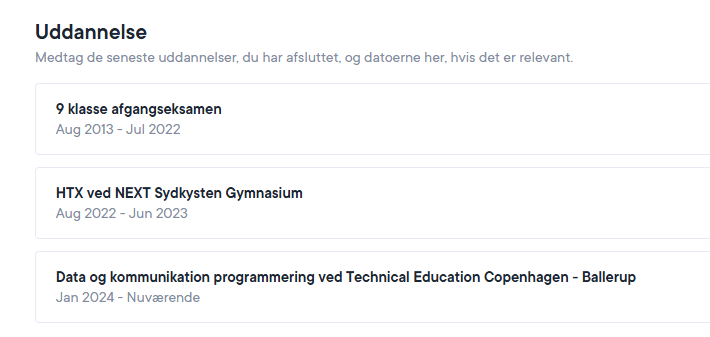 Uddannelse
Medtag de seneste uddannelser, du har afsluttet, og datoerne her, hvis det er relevant.
9 klasse afgangseksamen
Aug 2013 - Jul 2022
HTX ved NEXT Sydkysten Gymnasium
Aug 2022 - Jun 2023
Data og kommunikation programmering ved Technical Education Copenhagen - Ballerup
Jan 2024 - Nuværende